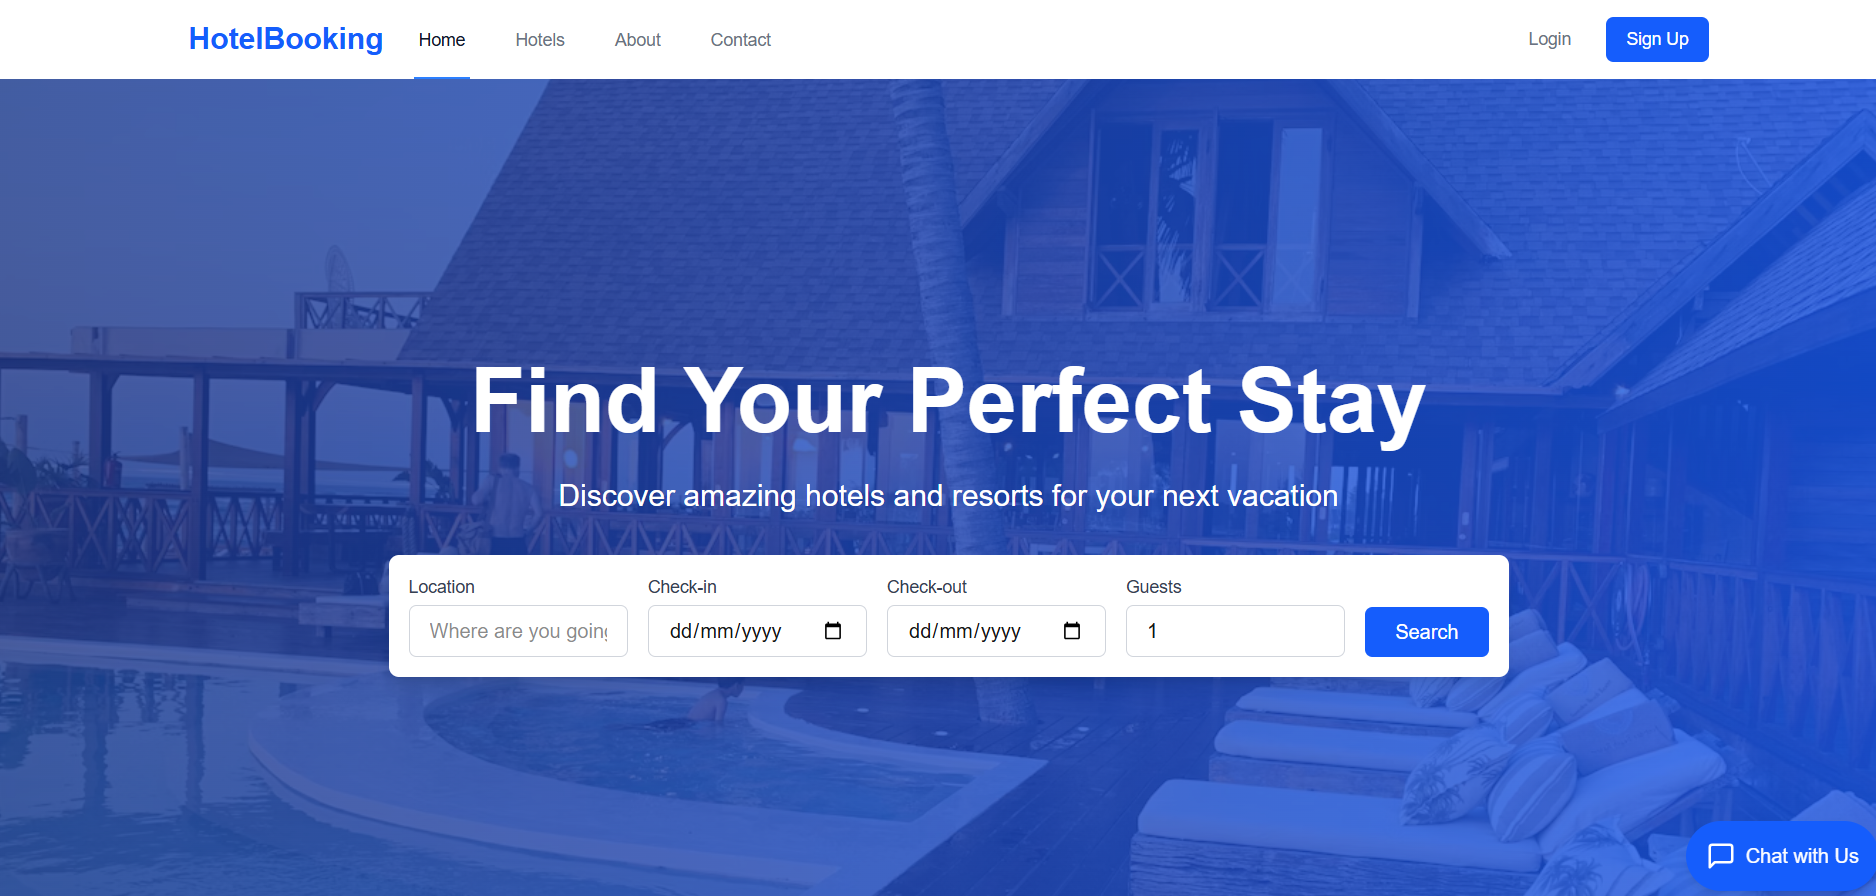 HotelBooking Home Hotels About Contact Login Sign Up
Find Your Perfect Stay
Discover amazing hotels and resorts for your next vacation
Location Check-in Check-out Guests
Where are you going dd/mm/yyyy dd/mm/yyyy 1 Search
Chat with Us